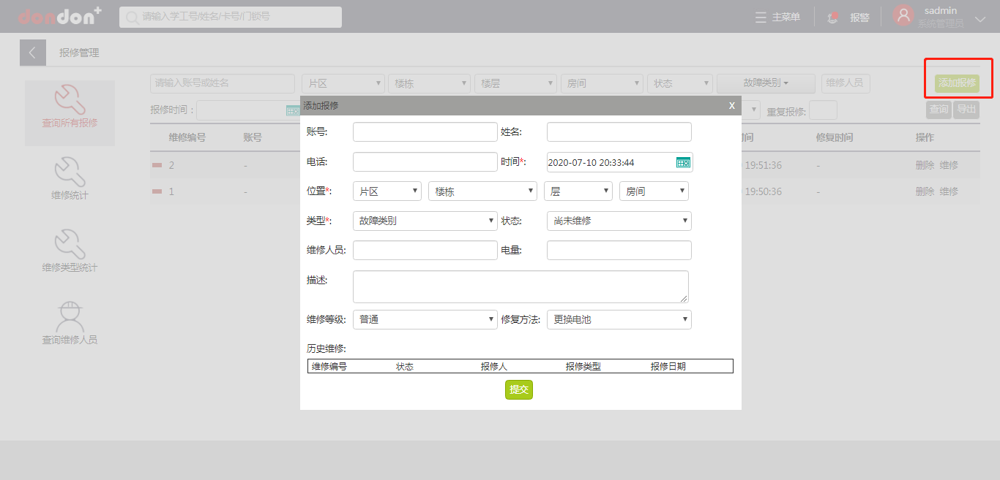 dondon+
请输入学工号/姓名/卡号/门锁号
主菜单
报警
sadmin
系统管理员
报修管理
请输入账号或姓名
片区
楼栋
楼层
房间
状态
故障类别
维修人员
添加报修
报修时间：
重复报修:
查询
导出
查询所有报修
维修统计
维修类型统计
查询维修人员
维修编号
账号
间
修复时间
操作
2
-
19:51:36
-
删除
维修
1
-
19:50:36
-
删除
维修
添加报修
X
账号:
姓名:
电话:
时间*:
2020-07-10 20:33:44
位置*:
片区
楼栋
层
房间
类型*:
故障类别
状态:
尚未维修
维修人员:
电量:
描述:
维修等级:
普通
修复方法:
更换电池
历史维修:
维修编号
状态
报修人
报修类型
报修日期
提交